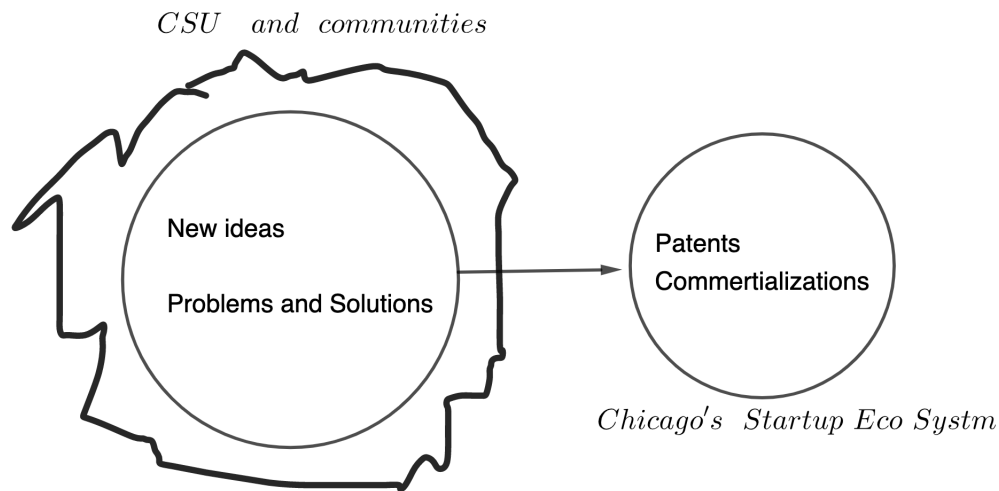 CSU and communities
New ideas
Problems and Solutions
Patents
Commertializations
Chicago's Startup Eco Systm